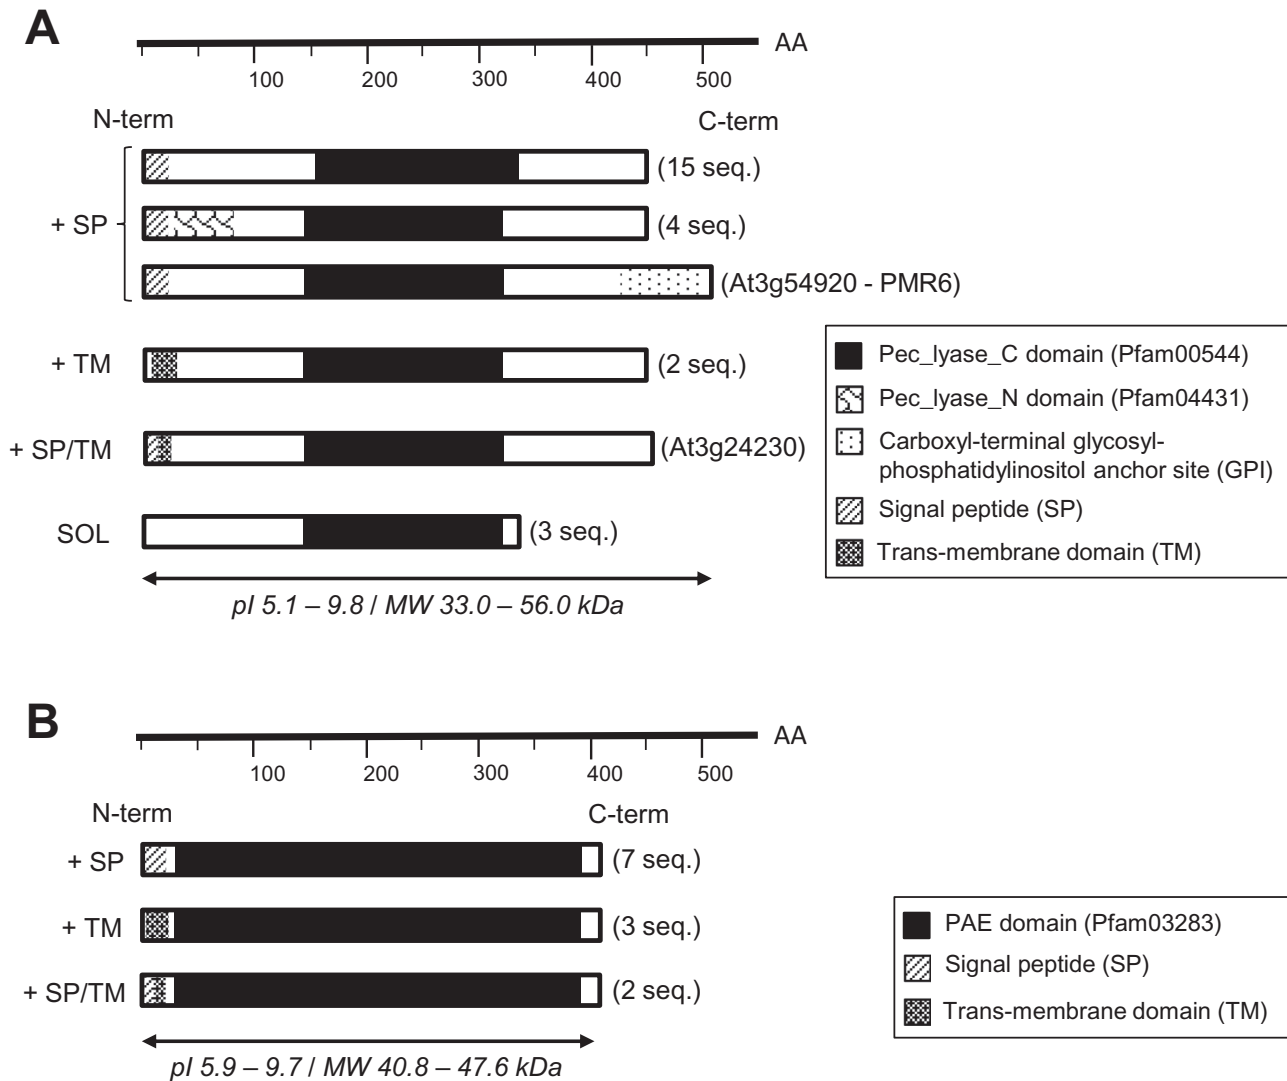 A
AA
100 200 300 400 500
N-term C-term
(15 seq.)
+ SP (4 seq.)
(At3g54920 - PMR6)
+ TM (2 seq.)
+ SP/TM (At3g24230)
SOL (3 seq.)
pI 5.1 – 9.8 / MW 33.0 – 56.0 kDa
Pec_lyase_C domain (Pfam00544)
Pec_lyase_N domain (Pfam04431)
Carboxyl-terminal glycosyl-
phosphatidylinositol anchor site (GPI)
Signal peptide (SP)
Trans-membrane domain (TM)
B
AA
100 200 300 400 500
N-term C-term
+ SP (7 seq.)
+ TM (3 seq.)
+ SP/TM (2 seq.)
pI 5.9 – 9.7 / MW 40.8 – 47.6 kDa
PAE domain (Pfam03283)
Signal peptide (SP)
Trans-membrane domain (TM)